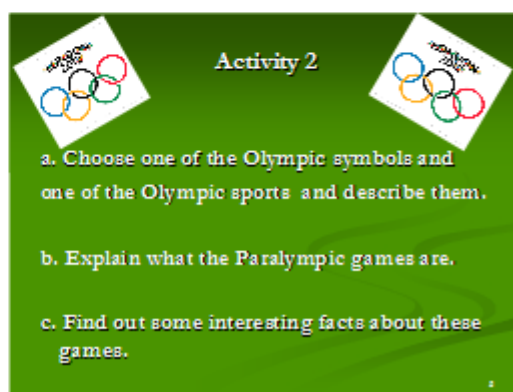 Activity 2
a. Choose one of the Olympic symbols and
one of the Olympic sports and describe them.
b. Explain what the Paralympic games are.
c. Find out some interesting facts about these
games.